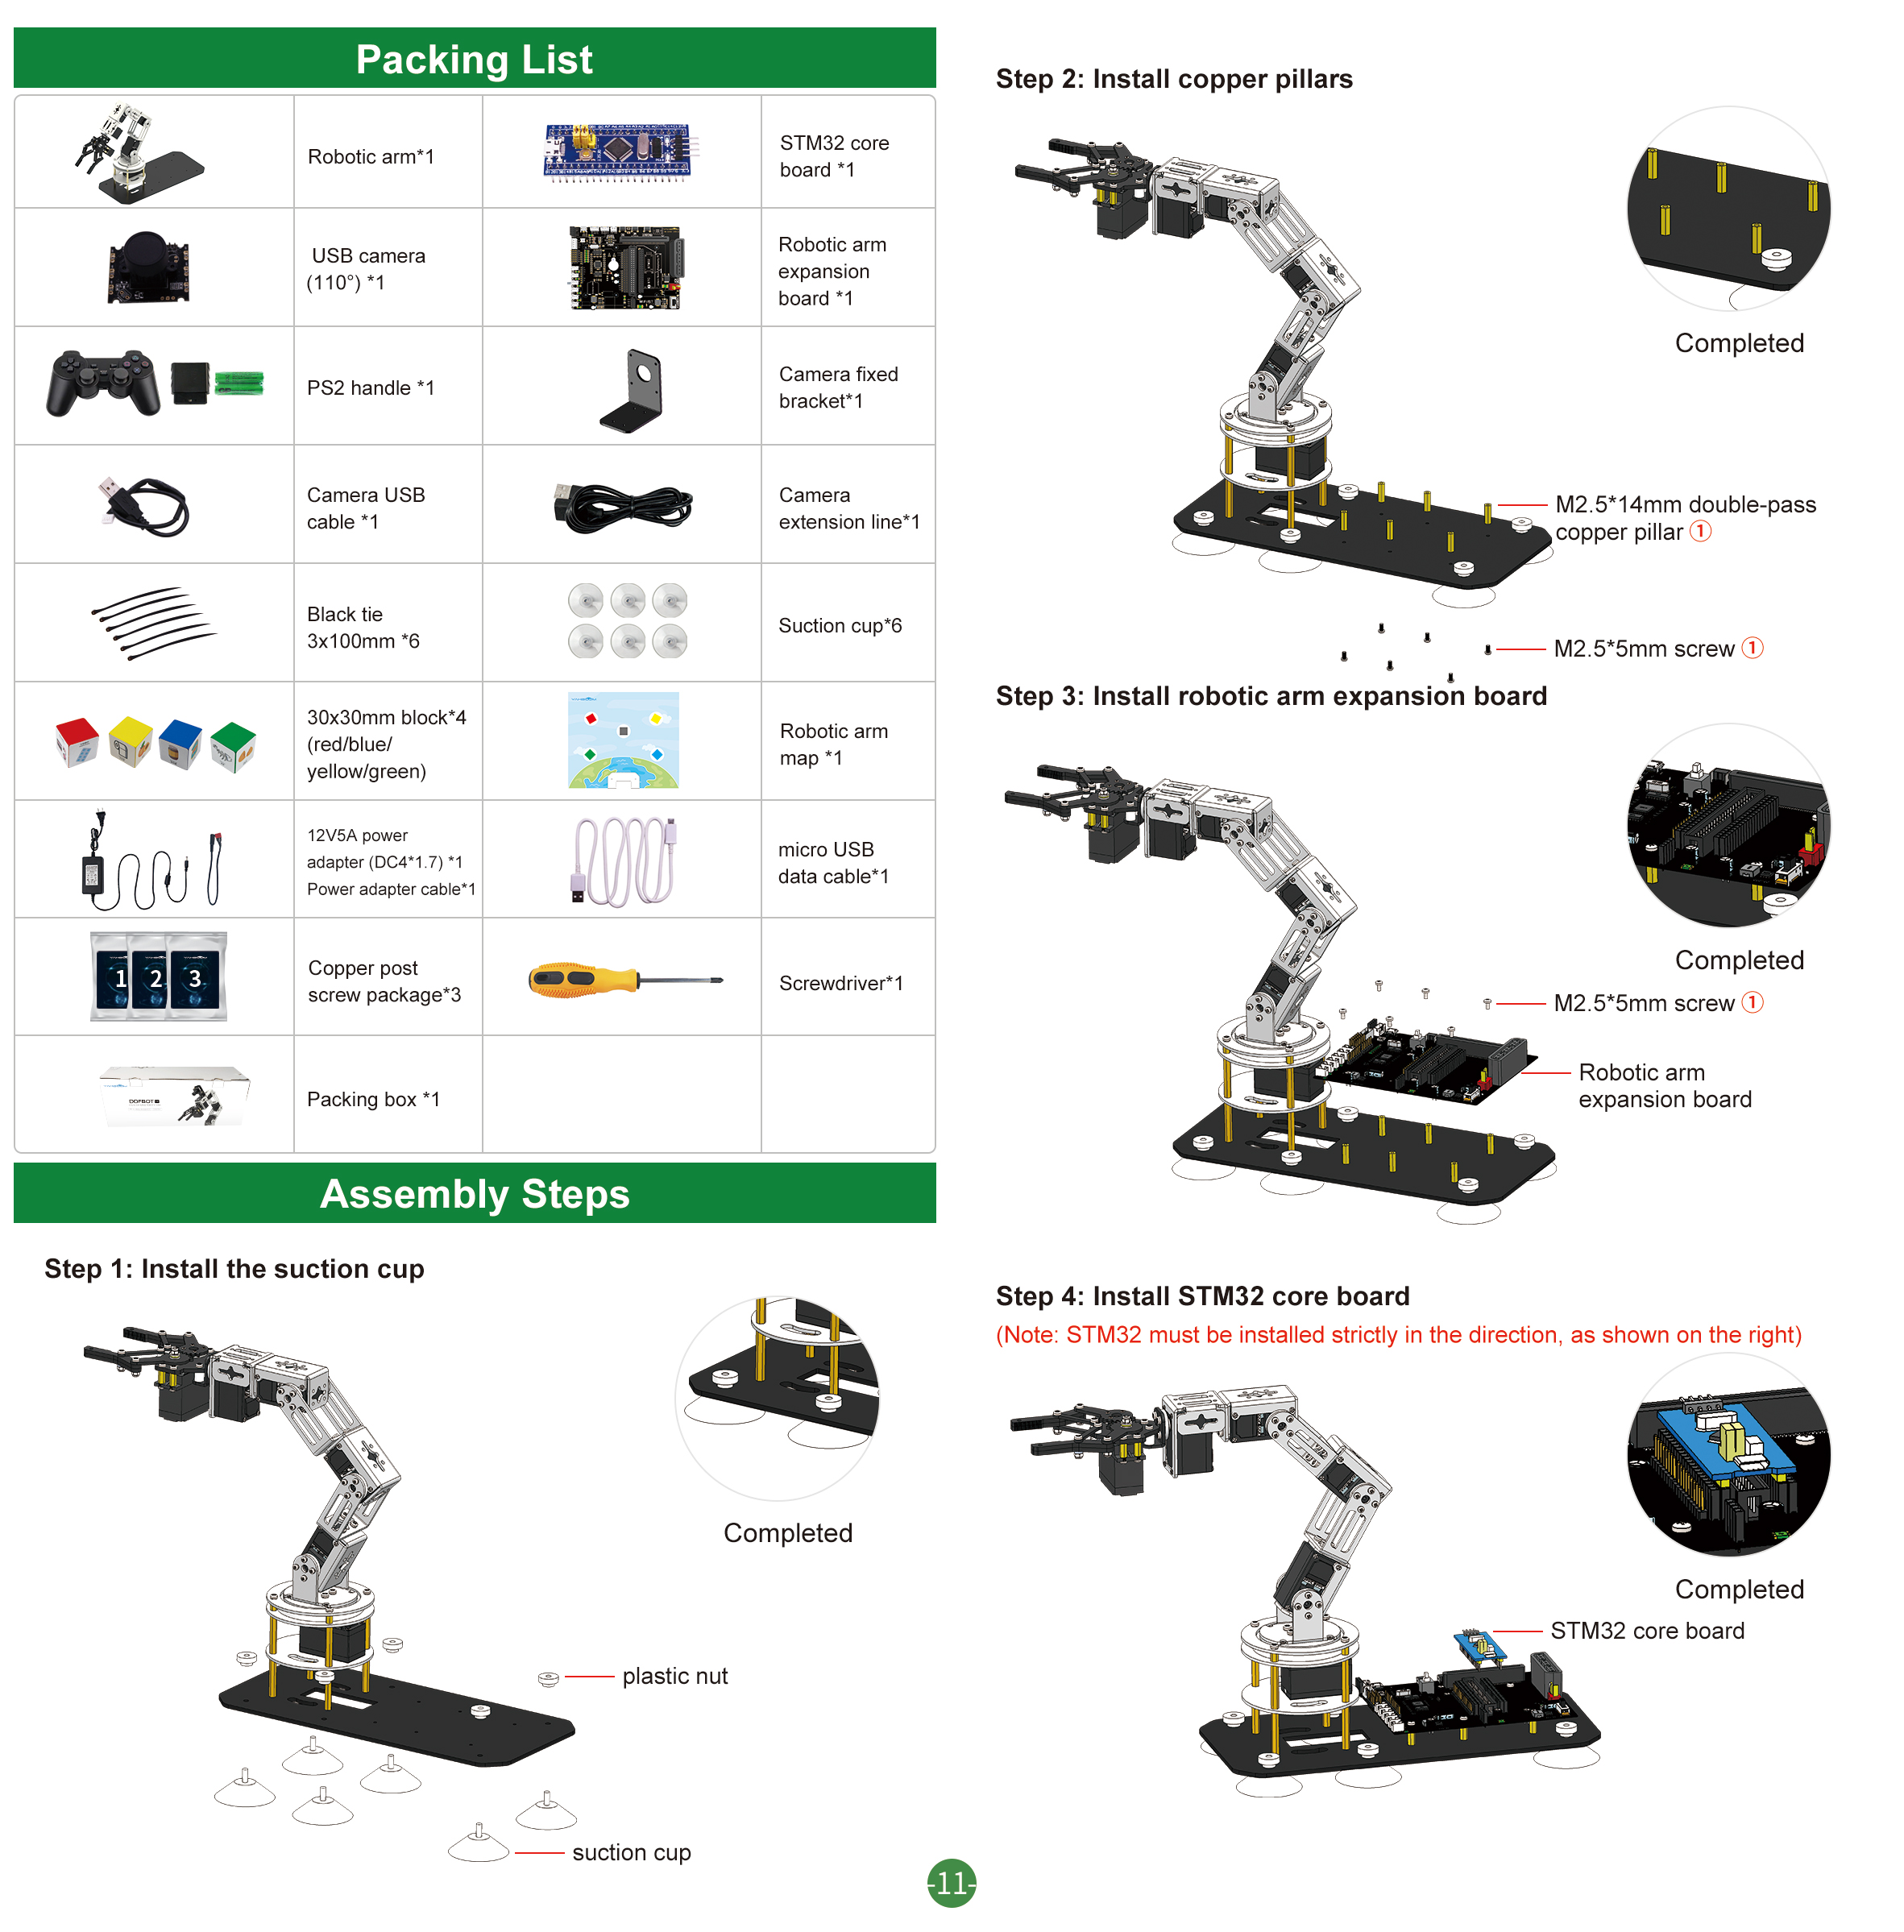 Packing List
Robotic arm*1
STM32 core
board *1
USB camera
(110°) *1
Robotic arm
expansion
board *1
PS2 handle *1
Camera fixed
bracket*1
Camera USB
cable *1
Camera
extension line*1
Black tie
3x100mm *6
Suction cup*6
30x30mm block*4
(red/blue/
yellow/green)
Robotic arm
map *1
12V5A power
adapter (DC4*1.7) *1
Power adapter cable*1
micro USB
data cable*1
1 2 3
Copper post
screw package*3
Screwdriver*1
DOFBOT
Packing box *1
Assembly Steps
Step 1: Install the suction cup
Completed
plastic nut
suction cup
Step 2: Install copper pillars
Completed
M2.5*14mm double-pass
copper pillar ①
M2.5*5mm screw ①
Step 3: Install robotic arm expansion board
Completed
M2.5*5mm screw ①
Robotic arm
expansion board
Step 4: Install STM32 core board
(Note: STM32 must be installed strictly in the direction, as shown on the right)
Completed
STM32 core board
-11-